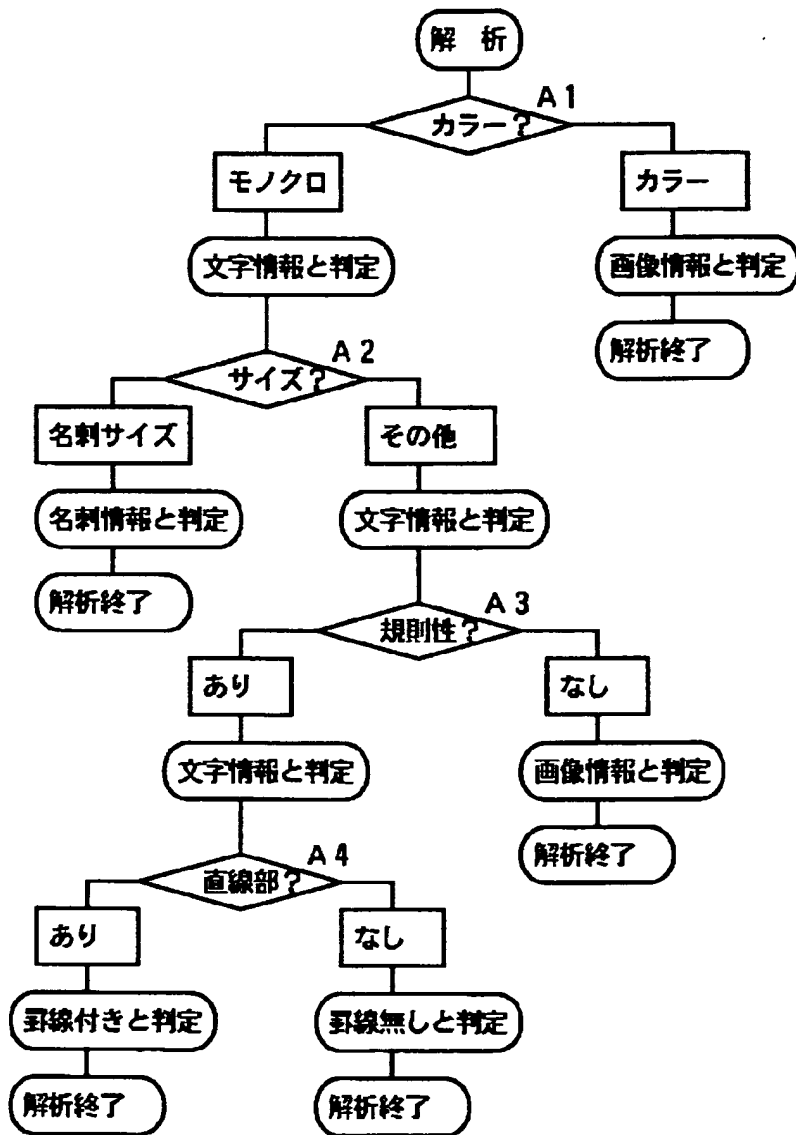 解 析
A1
カラー?
モノクロ
カラー
文字情報と判定
画像情報と判定
解析終了
A2
サイズ?
名刺サイズ
その他
名刺情報と判定
文字情報と判定
解析終了
A3
規則性?
あり
なし
文字情報と判定
画像情報と判定
解析終了
A4
直線部?
あり
なし
罫線付きと判定
罫線無しと判定
解析終了
解析終了